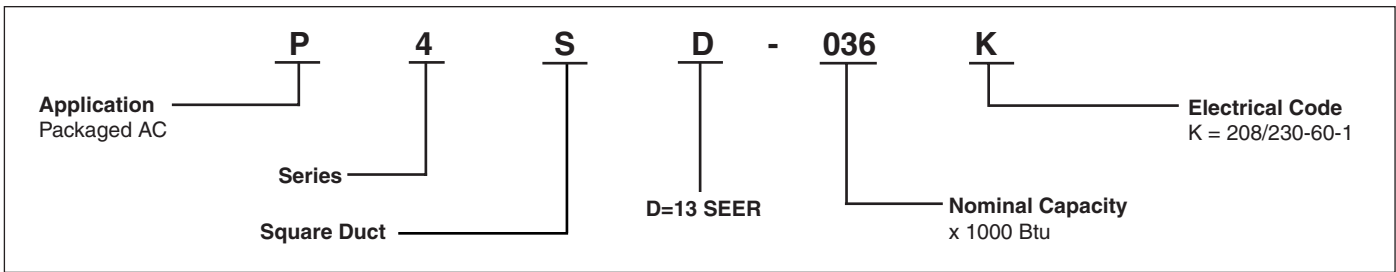 P 4 S D - 036 K
Application
Packaged AC
Electrical Code
K = 208/230-60-1
Series
D=13 SEER
Nominal Capacity
x 1000 Btu
Square Duct